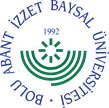 BOLU ABANT İZZET BAYSAL ÜNİVERSİTESİ
1992